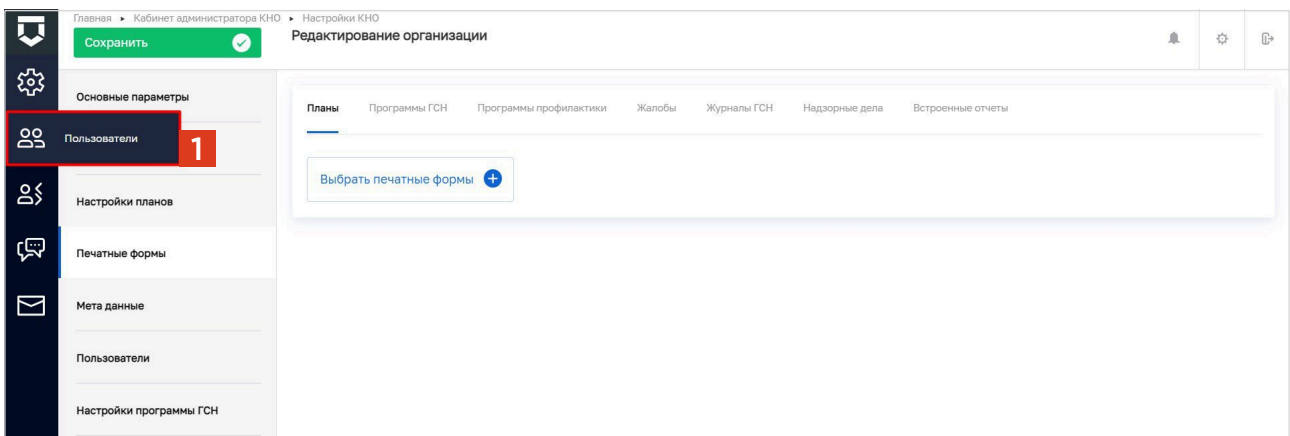 Главная ▸ Кабинет администратора КНО ▸ Настройки КНО
Сохранить
Редактирование организации
Основные параметры
Пользователи
1
Настройки планов
Печатные формы
Мета данные
Пользователи
Настройки программы ГСН
Планы Программы ГСН Программы профилактики Жалобы Журналы ГСН Надзорные дела Встроенные отчеты
Выбрать печатные формы